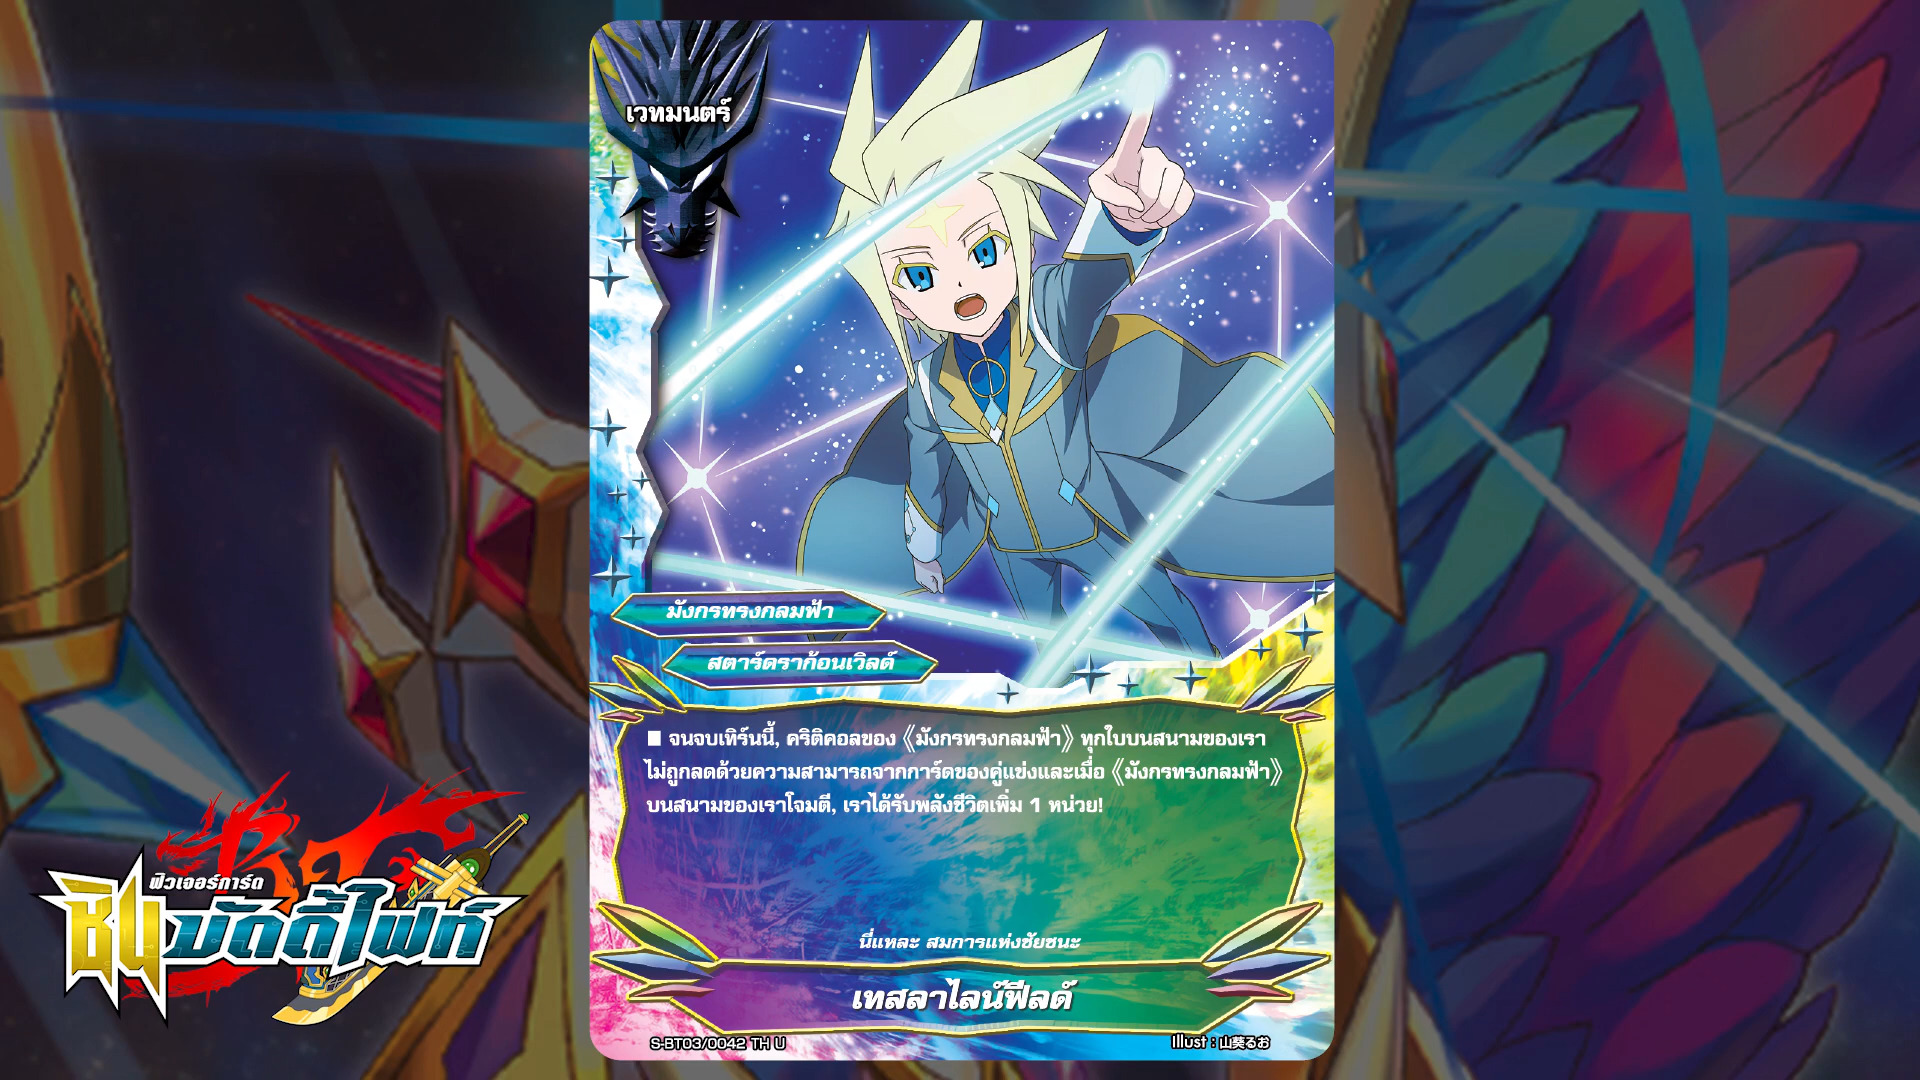 เวทมนตร์
มังกรทรงกลมฟ้า
สตาร์ดราก้อนเวิลด์
■ จนจบเทิร์นนี้, คริติคอลของ《มังกรทรงกลมฟ้า》ทุกใบบนสนามของเรา
ไม่ถูกลดด้วยความสามารถจากการ์ดของคู่แข่งและเมื่อ《มังกรทรงกลมฟ้า》
บนสนามของเราโจมตี, เราได้รับพลังชีวิตเพิ่ม 1 หน่วย!
นี่แหละ สมการแห่งชัยชนะ
เทสลาไลน์ฟีลด์
S-BT03/0042 TH U
Illust : 山葵るお
ฟิวเจอร์การ์ด
ชินบัดดี้ไฟท์